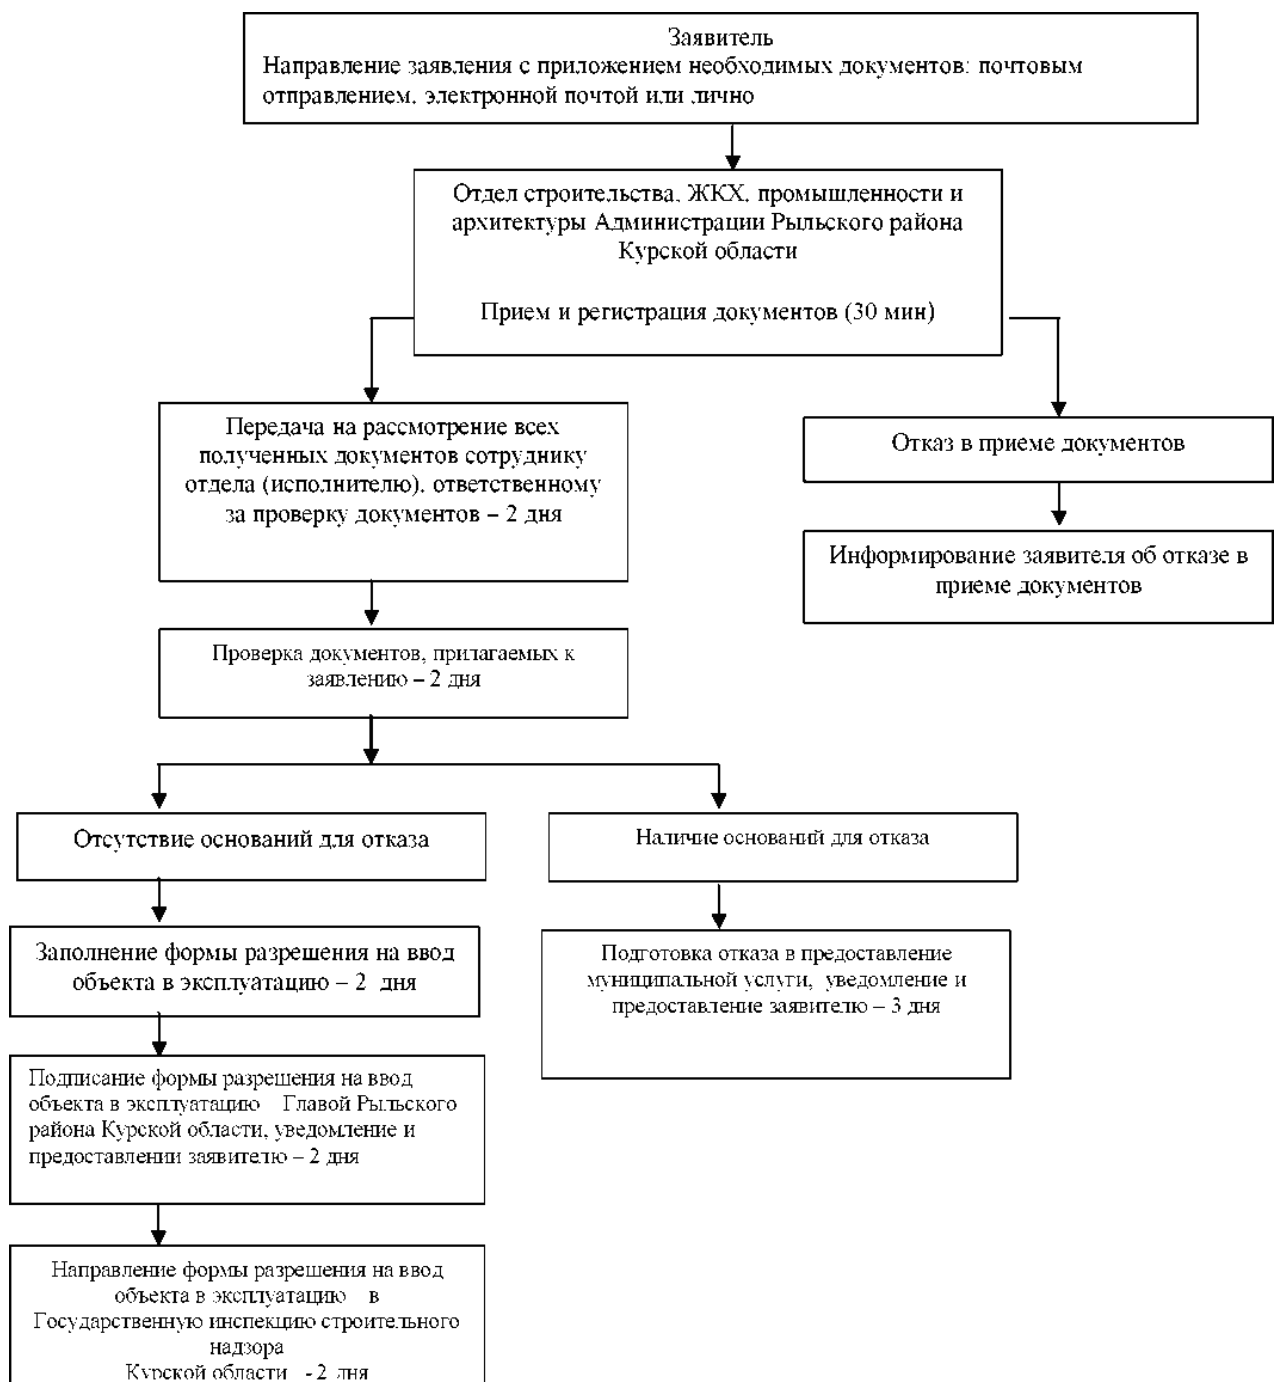 Заявитель
Направление заявления с приложением необходимых документов: почтовым
отправлением, электронной почтой или лично
Отдел строительства, ЖКХ, промышленности и
архитектуры Администрации Рыльского района
Курской области
Прием и регистрация документов (30 мин)
Передача на рассмотрение всех
полученных документов сотруднику
отдела (исполнителю), ответственному
за проверку документов – 2 дня
Отказ в приеме документов
Информирование заявителя об отказе в
приеме документов
Проверка документов, прилагаемых к
заявлению – 2 дня
Отсутствие оснований для отказа
Наличие оснований для отказа
Заполнение формы разрешения на ввод
объекта в эксплуатацию – 2 дня
Подготовка отказа в предоставление
муниципальной услуги, уведомление и
предоставление заявителю – 3 дня
Подписание формы разрешения на ввод
объекта в эксплуатацию Главой Рыльского
района Курской области, уведомление и
предоставлении заявителю – 2 дня
Направление формы разрешения на ввод
объекта в эксплуатацию в
Государственную инспекцию строительного
надзора
Курской области - 2 дня